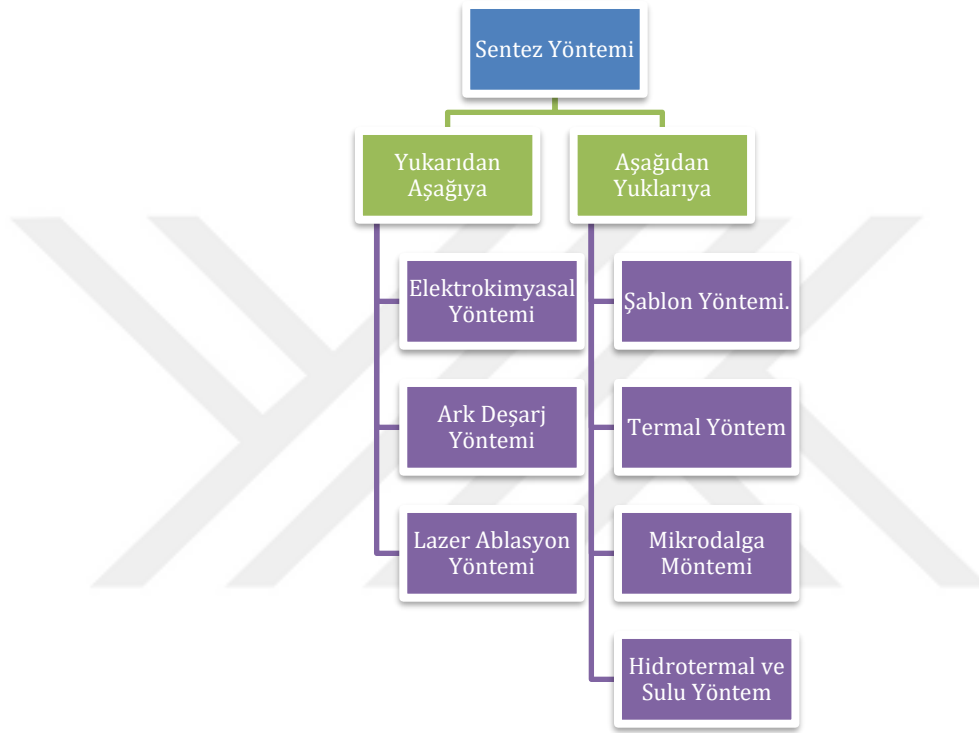 Sentez Yöntemi
Yukarıdan
Aşağıya
Elektrokimyasal
Yöntemi
Ark Deşarj
Yöntemi
Lazer Ablasyon
Yöntemi
Aşağıdan
Yuklarıya
Şablon Yöntemi.
Termal Yöntem
Mikrodalga
Möntemi
Hidrotermal ve
Sulu Yöntem